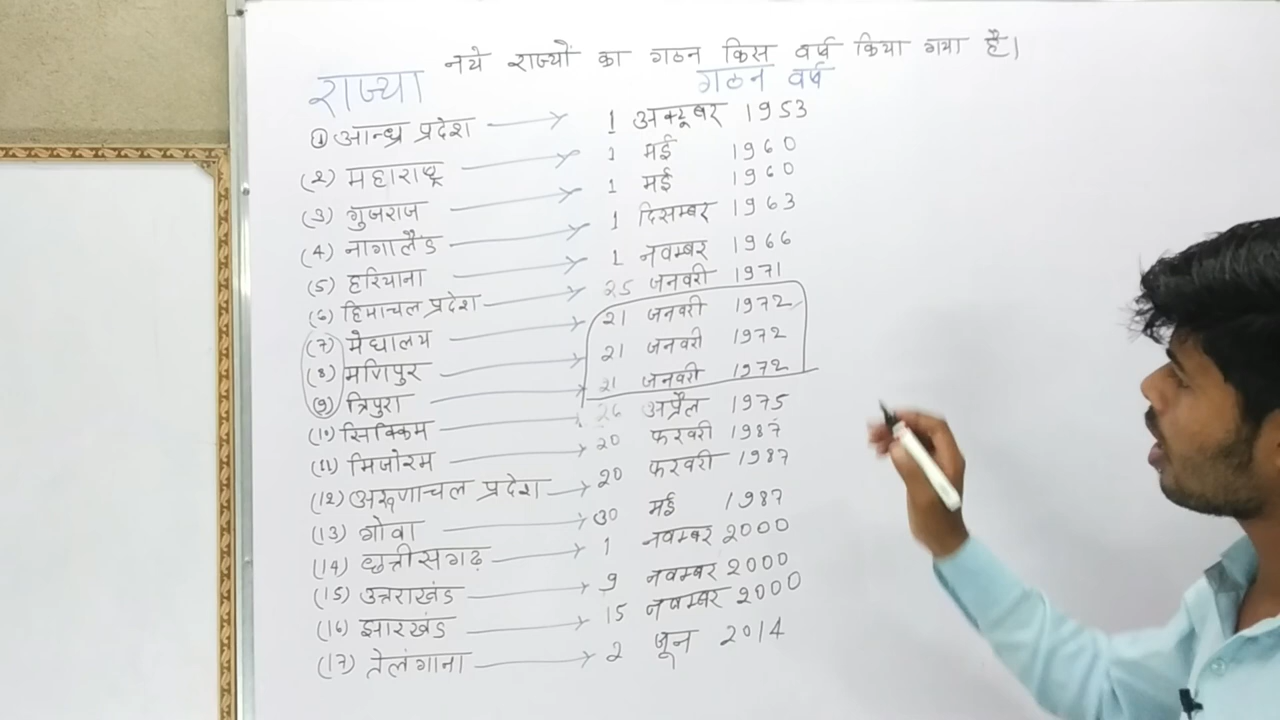 नये राज्यों का गठन किस वर्ष किया गया है।
राज्या गठन वर्ष
(1) आन्ध्र प्रदेश → 1 अक्टूबर 1953
(2) महाराष्ट्र → 1 मई 1960
(3) गुजराज → 1 मई 1960
(4) नागालैंड → 1 दिसम्बर 1963
(5) हरियाना → 1 नवम्बर 1966
(6) हिमाचल प्रदेश → 25 जनवरी 1971
(7) मेघालय → 21 जनवरी 1972
(8) मणिपुर → 21 जनवरी 1972
(9) त्रिपुरा → 21 जनवरी 1972
(10) सिक्किम → 26 अप्रैल 1975
(11) मिजोरम → 20 फरवरी 1987
(12) अरूणाचल प्रदेश → 20 फरवरी 1987
(13) गोवा → 30 मई 1987
(14) छत्तीसगढ़ → 1 नवम्बर 2000
(15) उत्तराखंड → 9 नवम्बर 2000
(16) झारखंड → 15 नवम्बर 2000
(17) तेलंगाना → 2 जून 2014